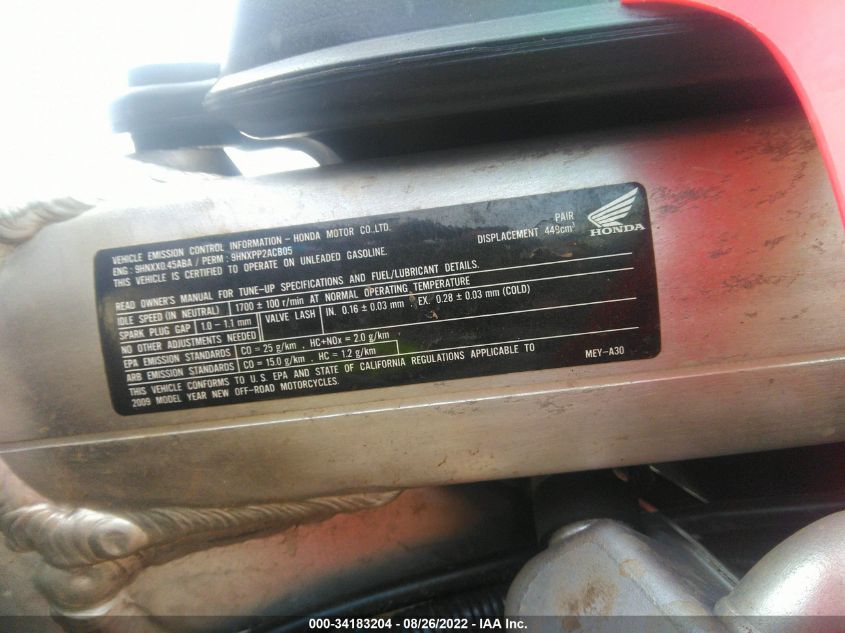 VEHICLE EMISSION CONTROL INFORMATION - HONDA MOTOR CO.,LTD.
ENG : 9HNXX0.45ABA / PERM : 9HNXPP2ACB05
THIS VEHICLE IS CERTIFIED TO OPERATE ON UNLEADED GASOLINE.
PAIR
DISPLACEMENT 449cm³
HONDA
READ OWNER'S MANUAL FOR TUNE-UP SPECIFICATIONS AND FUEL/LUBRICANT DETAILS.
IDLE SPEED (IN NEUTRAL) 1700 ± 100 r/min AT NORMAL OPERATING TEMPERATURE
SPARK PLUG GAP 1.0 - 1.1 mm VALVE LASH IN. 0.16 ± 0.03 mm . EX. 0.28 ± 0.03 mm (COLD)
NO OTHER ADJUSTMENTS NEEDED
EPA EMISSION STANDARDS CO = 25 g/km . HC+NOx = 2.0 g/km
ARB EMISSION STANDARDS CO = 15.0 g/km . HC = 1.2 g/km
THIS VEHICLE CONFORMS TO U.S. EPA AND STATE OF CALIFORNIA REGULATIONS APPLICABLE TO
2009 MODEL YEAR NEW OFF-ROAD MOTORCYCLES.
MEY-A30
000-34183204 - 08/26/2022 - IAA Inc.